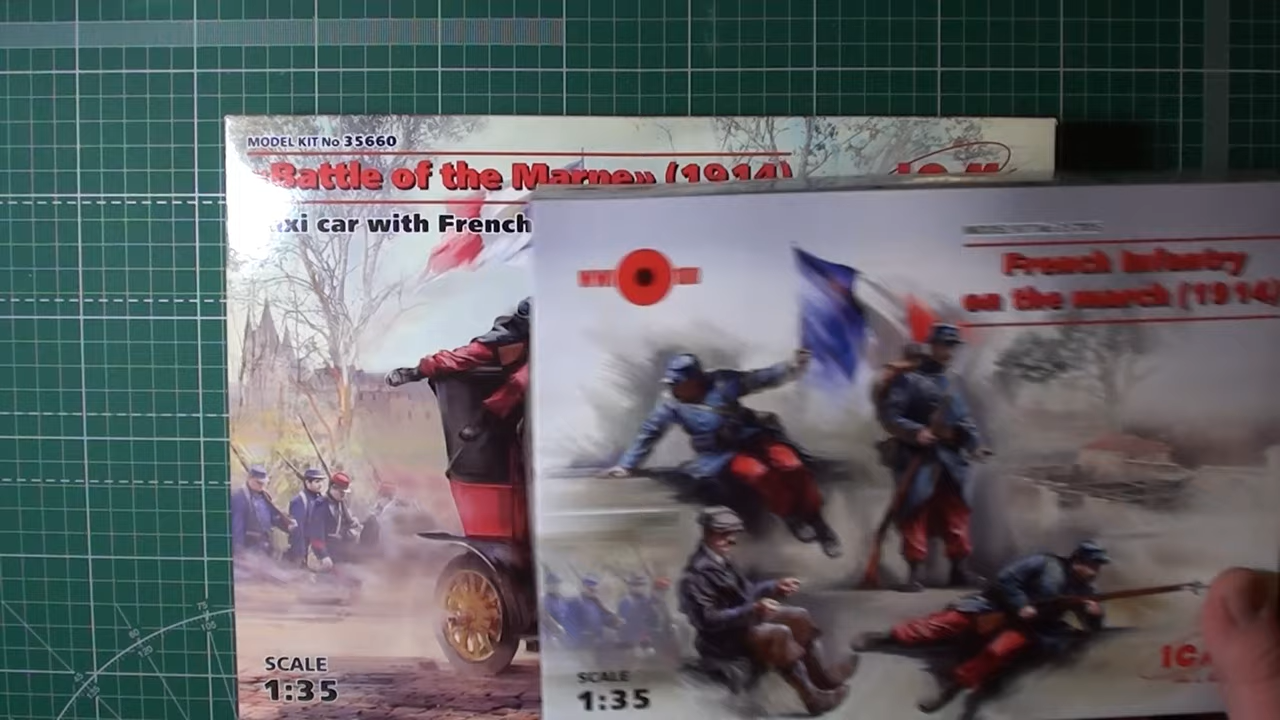 MODEL KIT No 35660
«Battle of the Marne» (1914)
ICM
xi car with French
French Infantry
on the march (1914)
SCALE
1:35
SCALE
1:35